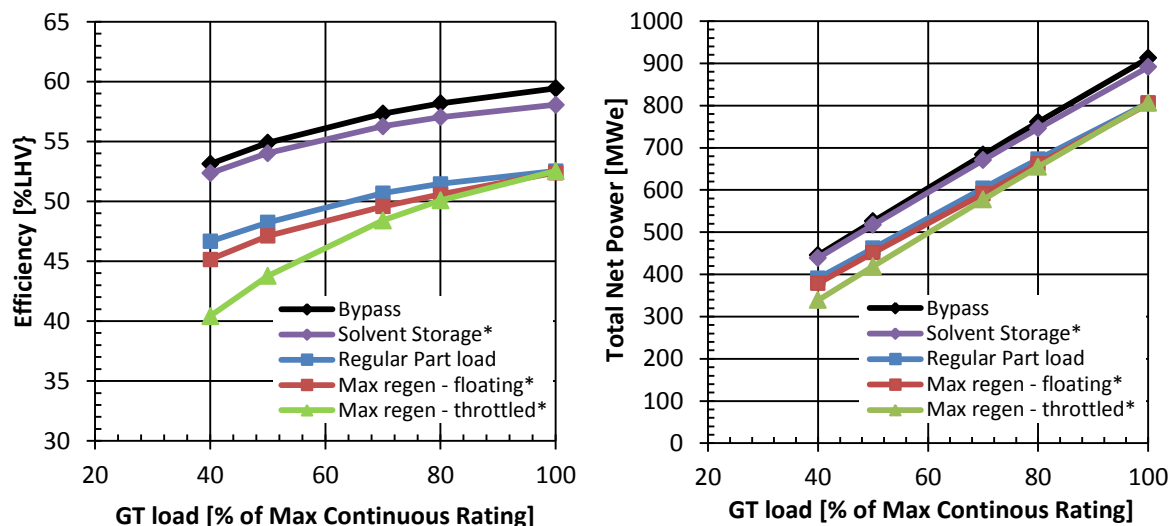 65
60
55
50
45
40
35
30
Efficiency [%LHV}
Bypass
Solvent Storage*
Regular Part load
Max regen - floating*
Max regen - throttled*
20 40 60 80 100
GT load [% of Max Continuous Rating]
1000
900
800
700
600
500
400
300
200
100
0
Total Net Power [MWe]
Bypass
Solvent Storage*
Regular Part load
Max regen - floating*
Max regen - throttled*
20 40 60 80 100
GT load [% of Max Continous Rating]